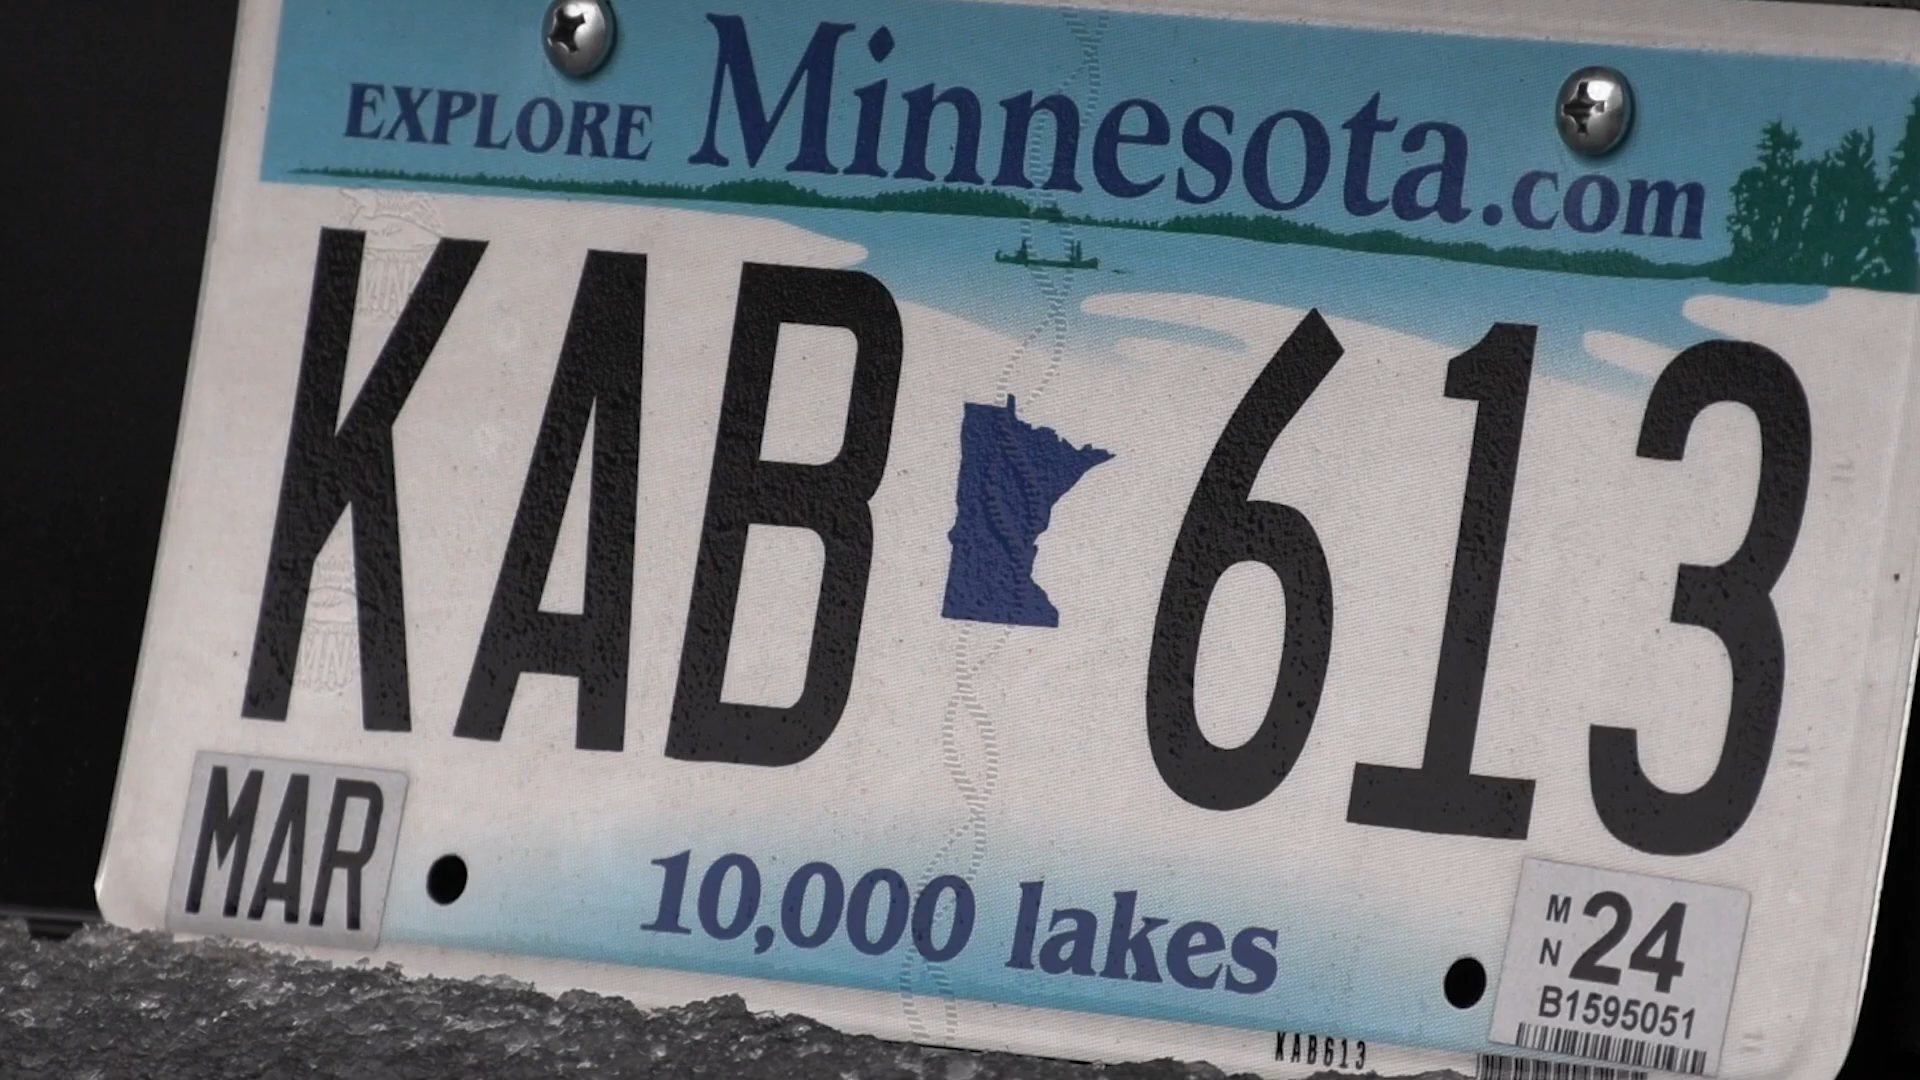 EXPLORE Minnesota.com
KAB 613
MAR
10,000 lakes
MN 24
B1595051
KAB613